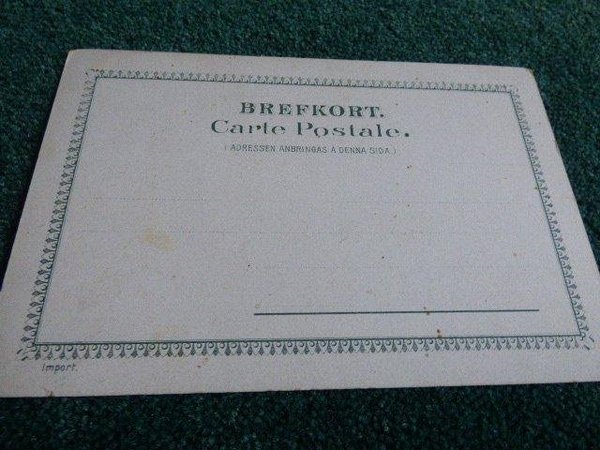 BREFKORT.
Carte Postale.
( ADRESSEN ANBRINGAS Å DENNA SIDA.)
Import.